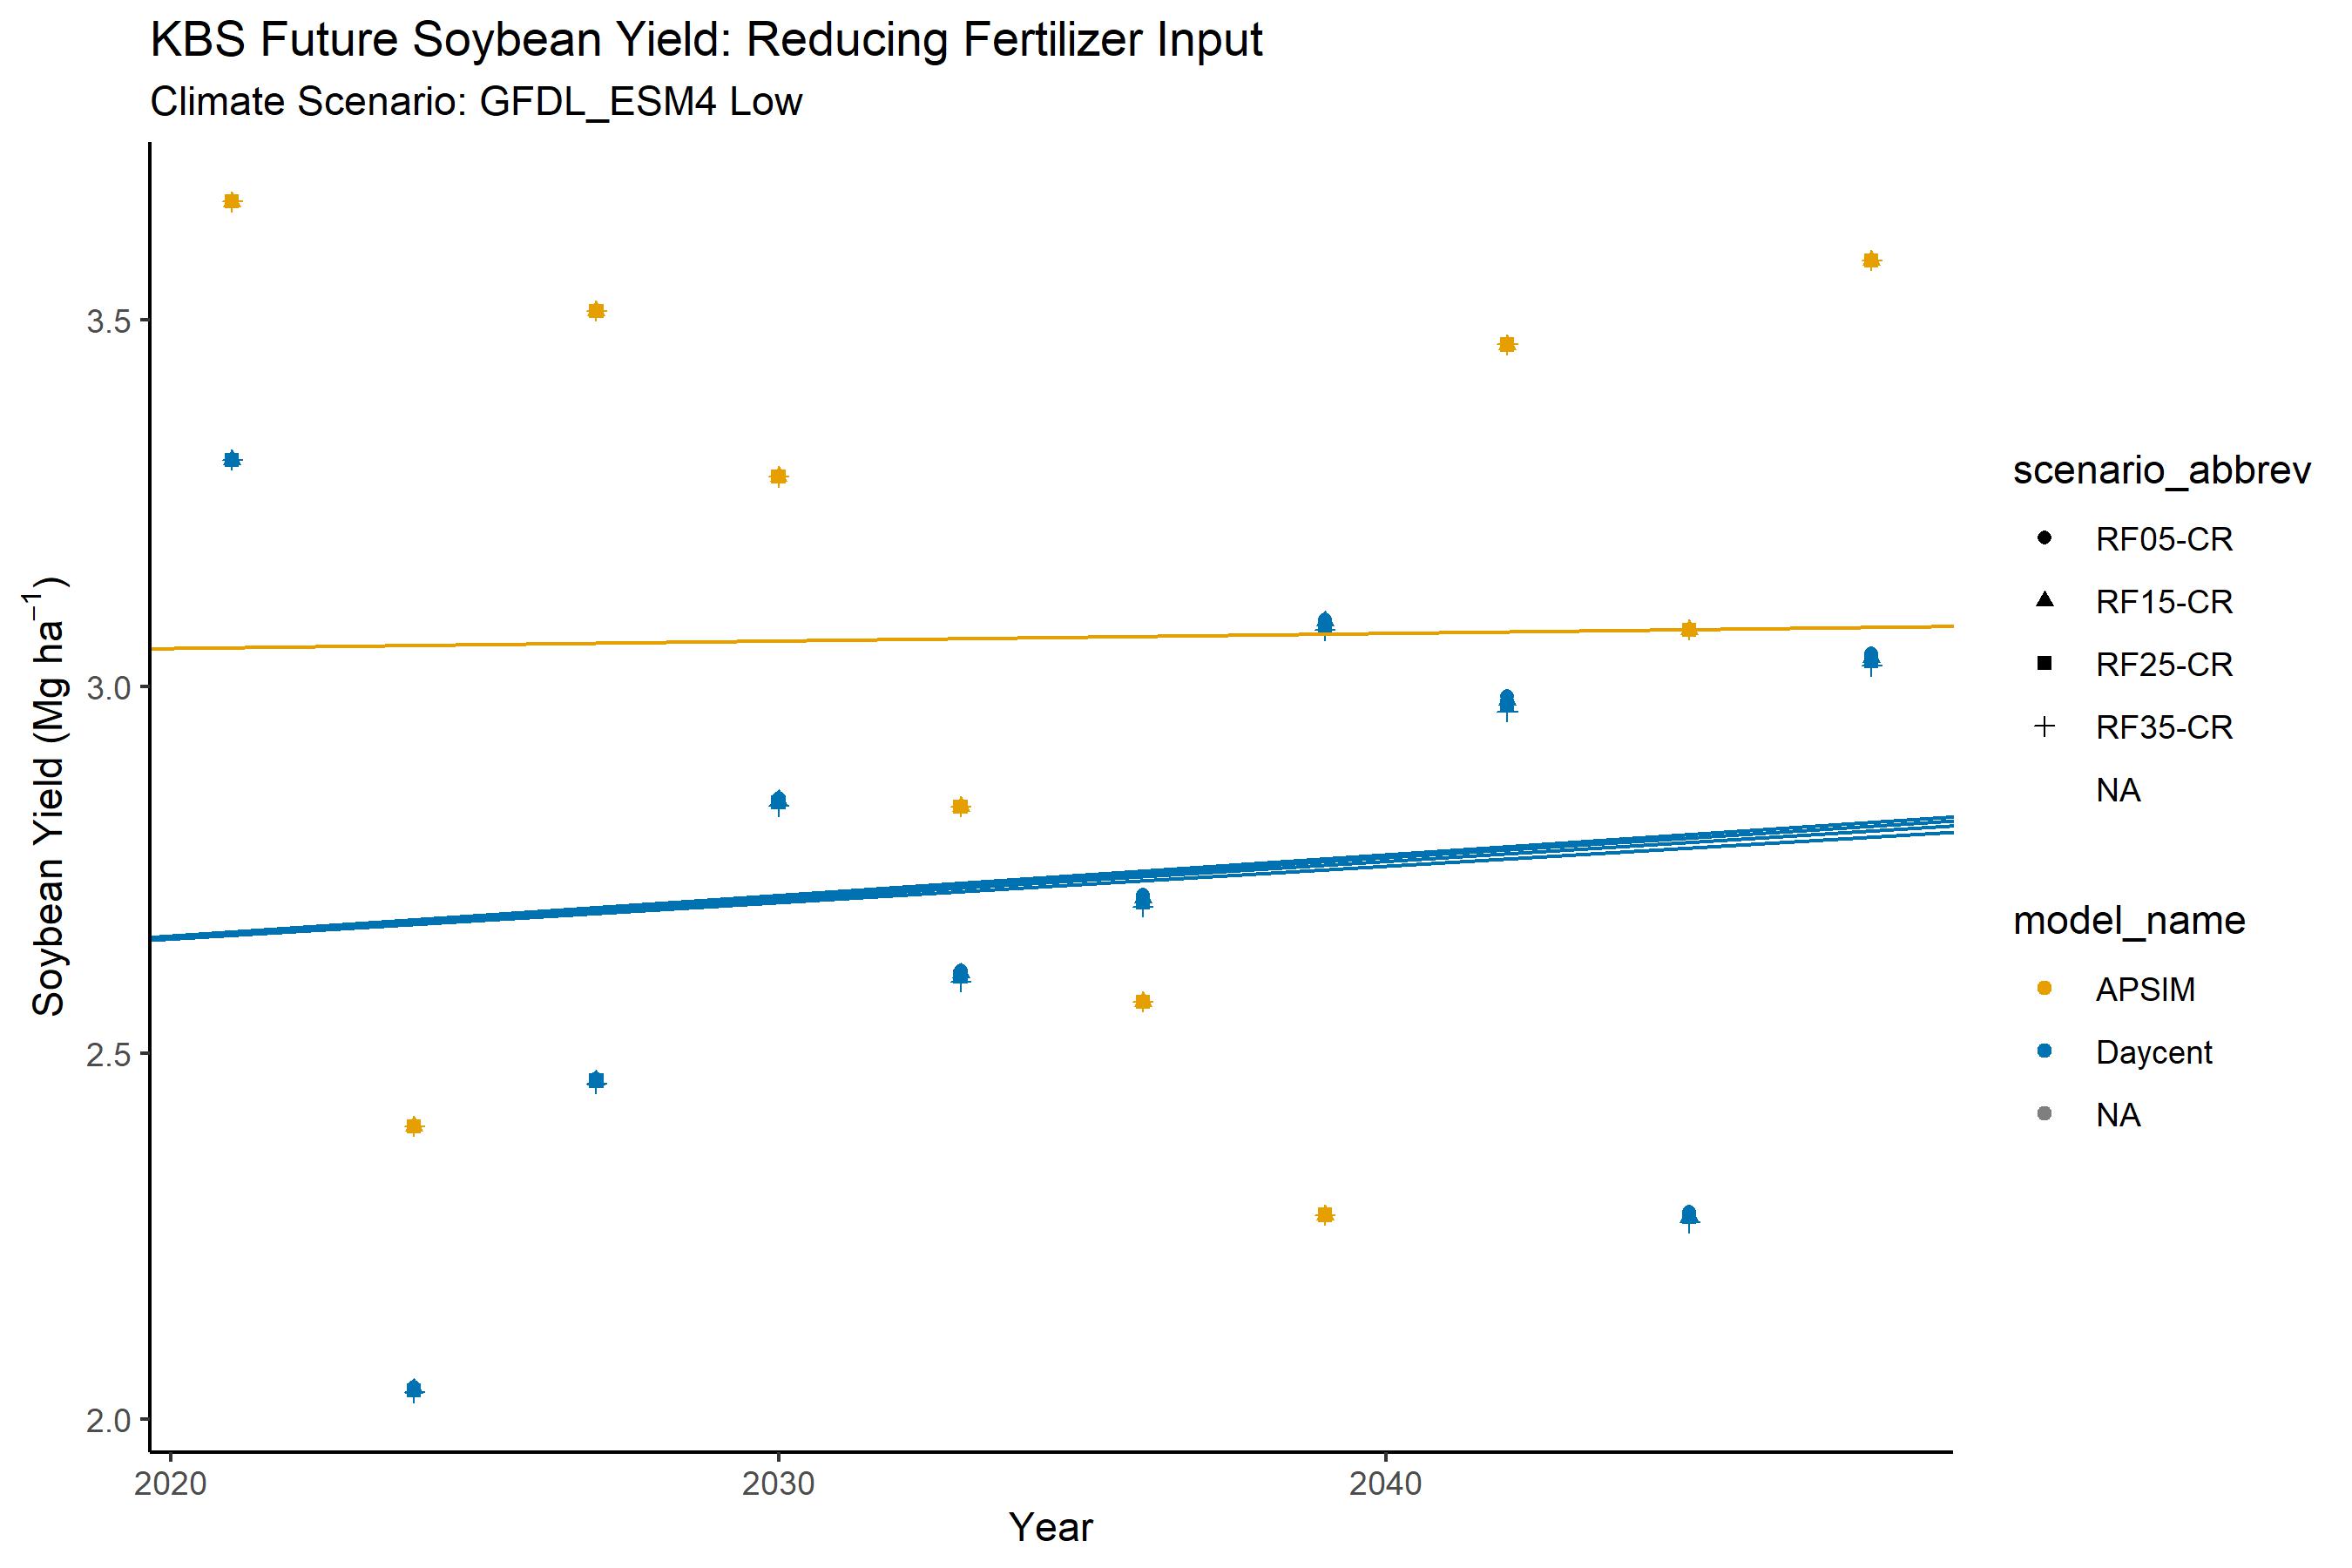 KBS Future Soybean Yield: Reducing Fertilizer Input
Climate Scenario: GFDL_ESM4 Low
Soybean Yield (Mg ha⁻¹)
3.5
3.0
2.5
2.0
2020
2030
2040
Year
scenario_abbrev
RF05-CR
RF15-CR
RF25-CR
RF35-CR
NA
model_name
APSIM
Daycent
NA